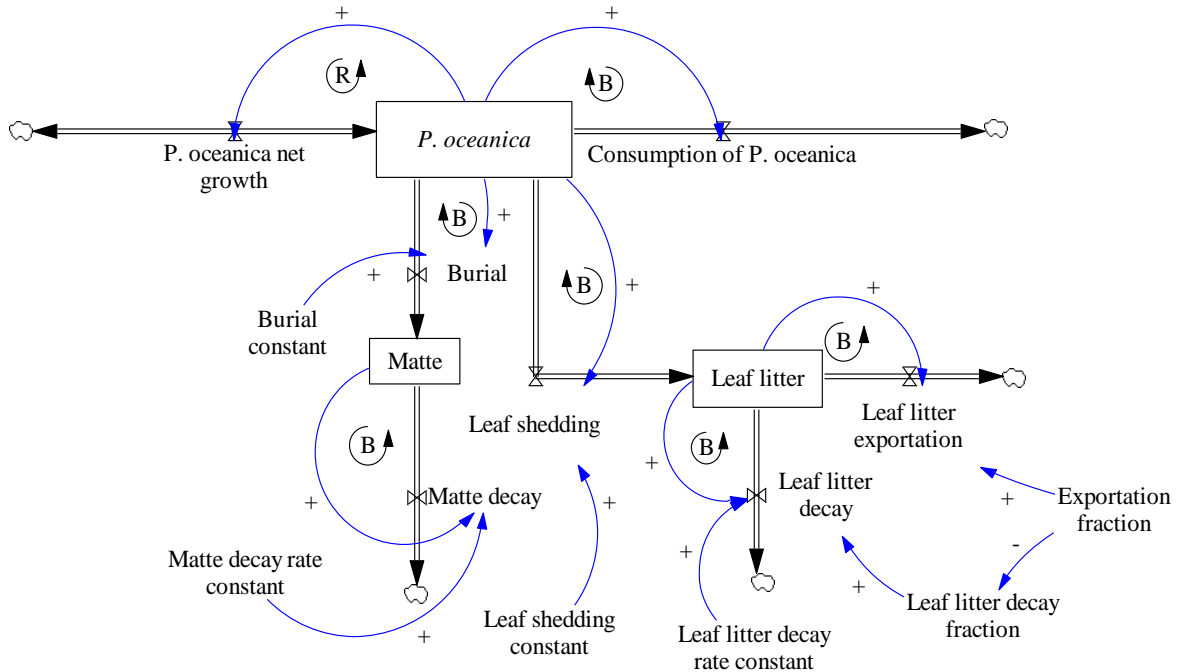 +
+
R
B
P. oceanica
P. oceanica net
growth
Consumption of P. oceanica
B
+
Burial
+
B
+
+
Burial
constant
B
Matte
Leaf litter
Leaf shedding
Leaf litter
exportation
B
B
+
Leaf litter
decay
+
Matte decay
+
Exportation
fraction
+
-
+
Matte decay rate
constant
+
Leaf shedding
constant
+
Leaf litter decay
rate constant
Leaf litter decay
fraction